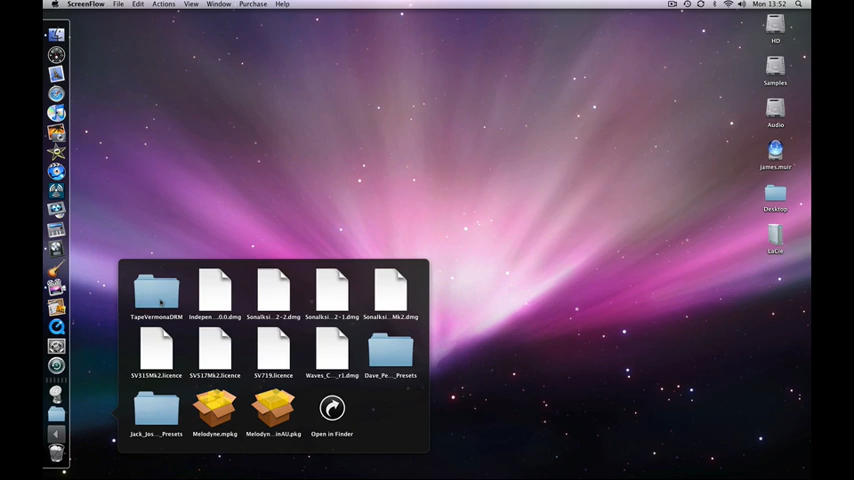 ScreenFlow File Edit Actions View Window Purchase Help Mon 13:52
HD
Samples
Audio
james.muir
Desktop
LaCie
TapeVermonaDRM Indepen ...0.0.dmg Sonalksi...2-2.dmg Sonalksi...2-1.dmg Sonalksi...Mk2.dmg
SV315Mk2.licence SV517Mk2.licence SV719.licence Waves_C..._r1.dmg Dave_Pe..._Presets
Jack_Jos..._Presets Melodyne.mpkg Melodyn...inAU.pkg Open in Finder